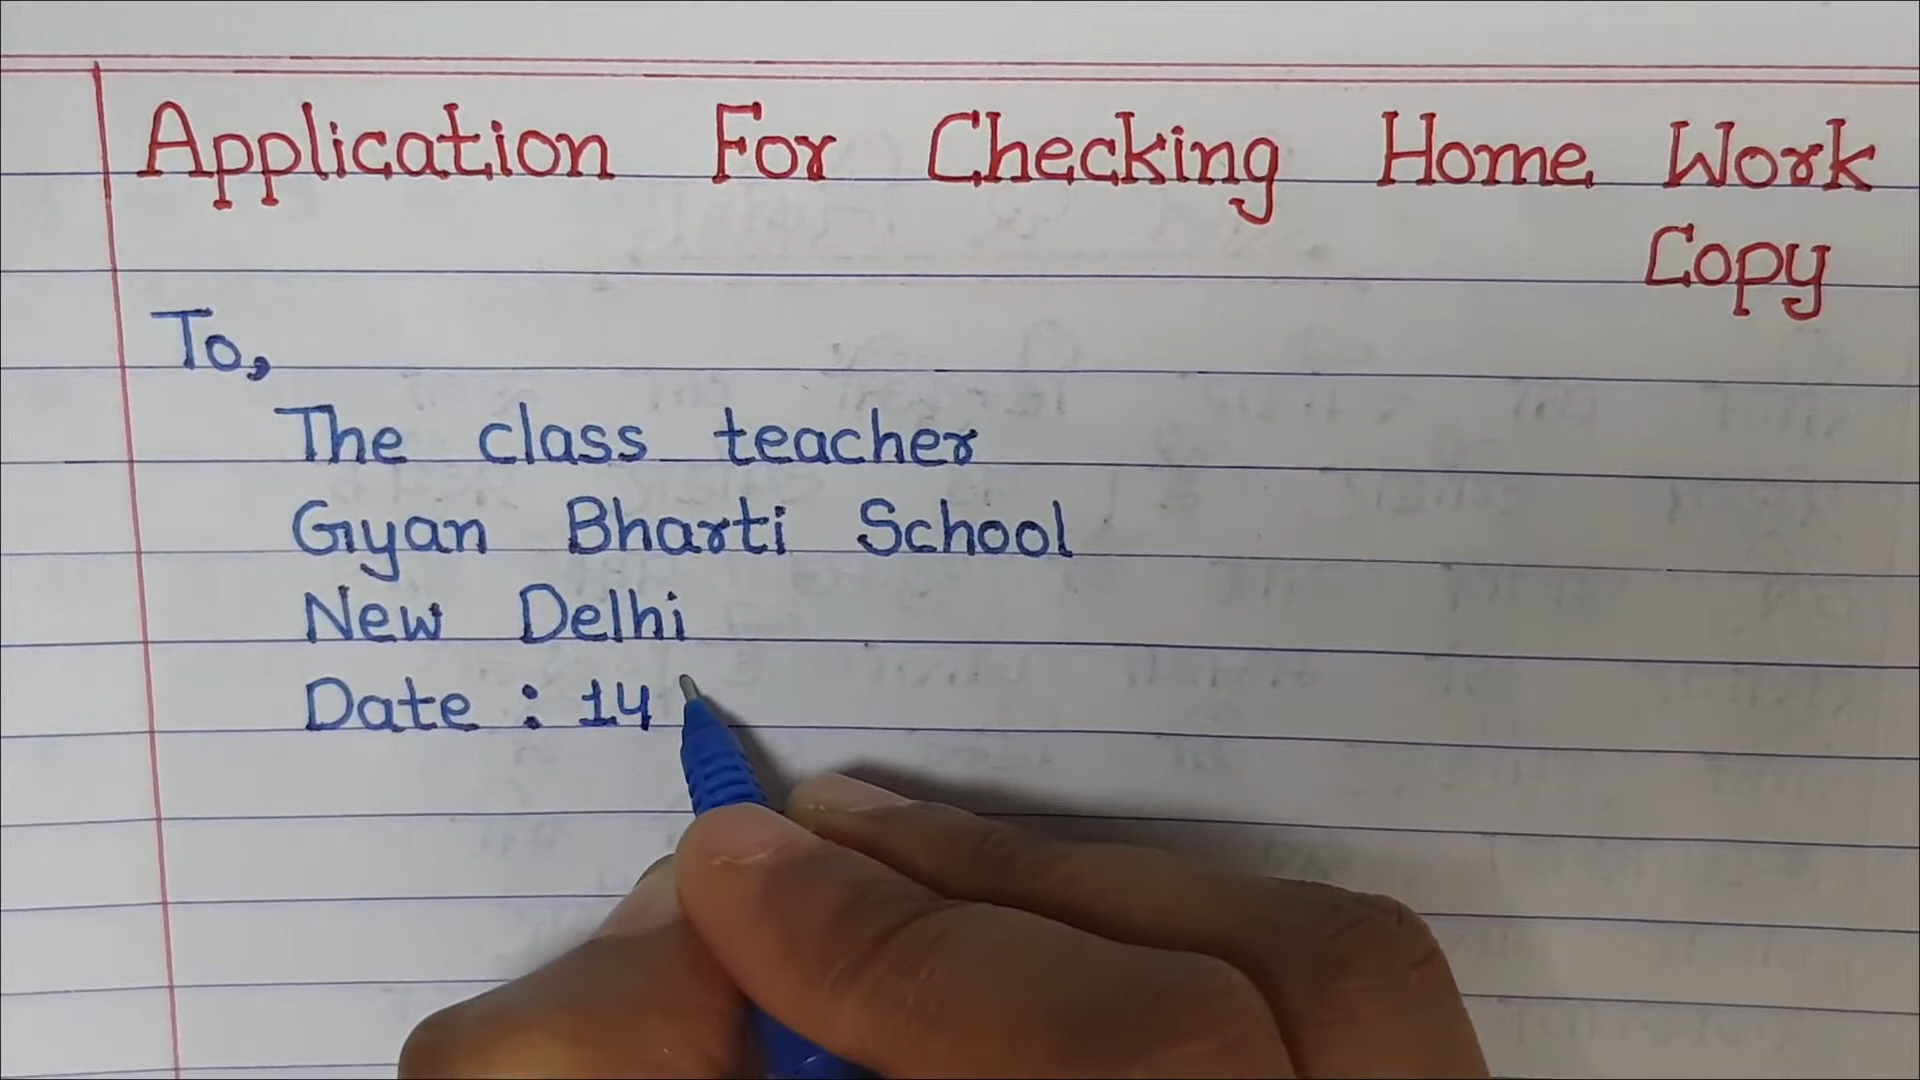 Application For Checking Home Work
Copy
To,
The class teacher
Gyan Bharti School
New Delhi
Date : 14